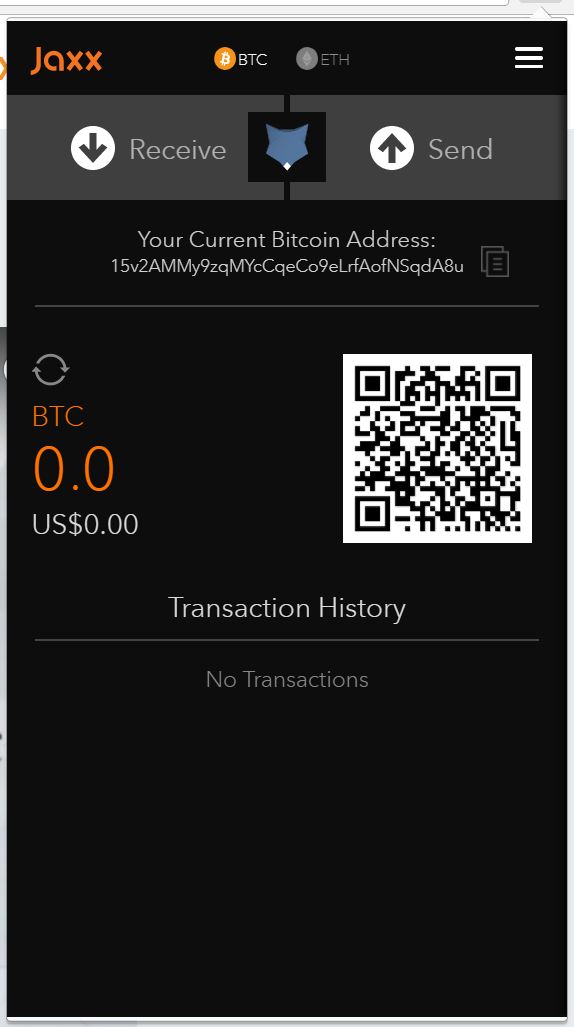 Jaxx
BTC ETH
Receive Send
Your Current Bitcoin Address:
15v2AMMy9zqMYcCqeCo9eLrfAofNSqdA8u
BTC
0.0
US$0.00
Transaction History
No Transactions